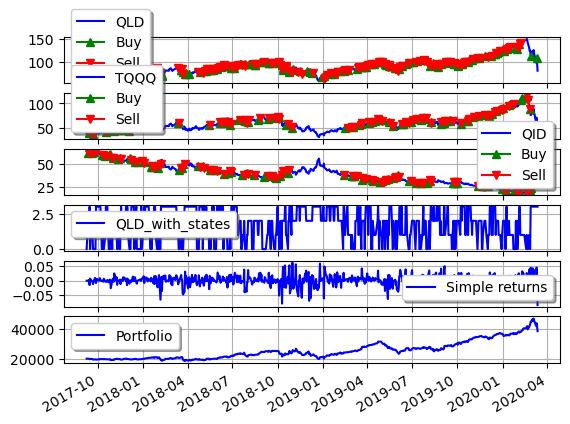 QLD
Buy
Sell
150
100
TQQQ
Buy
Sell
100
50
QID
Buy
Sell
50
25
QLD_with_states
2.5
0.0
Simple returns
0.05
0.00
−0.05
Portfolio
40000
20000
2017-10 2018-01 2018-04 2018-07 2018-10 2019-01 2019-04 2019-07 2019-10 2020-01 2020-04